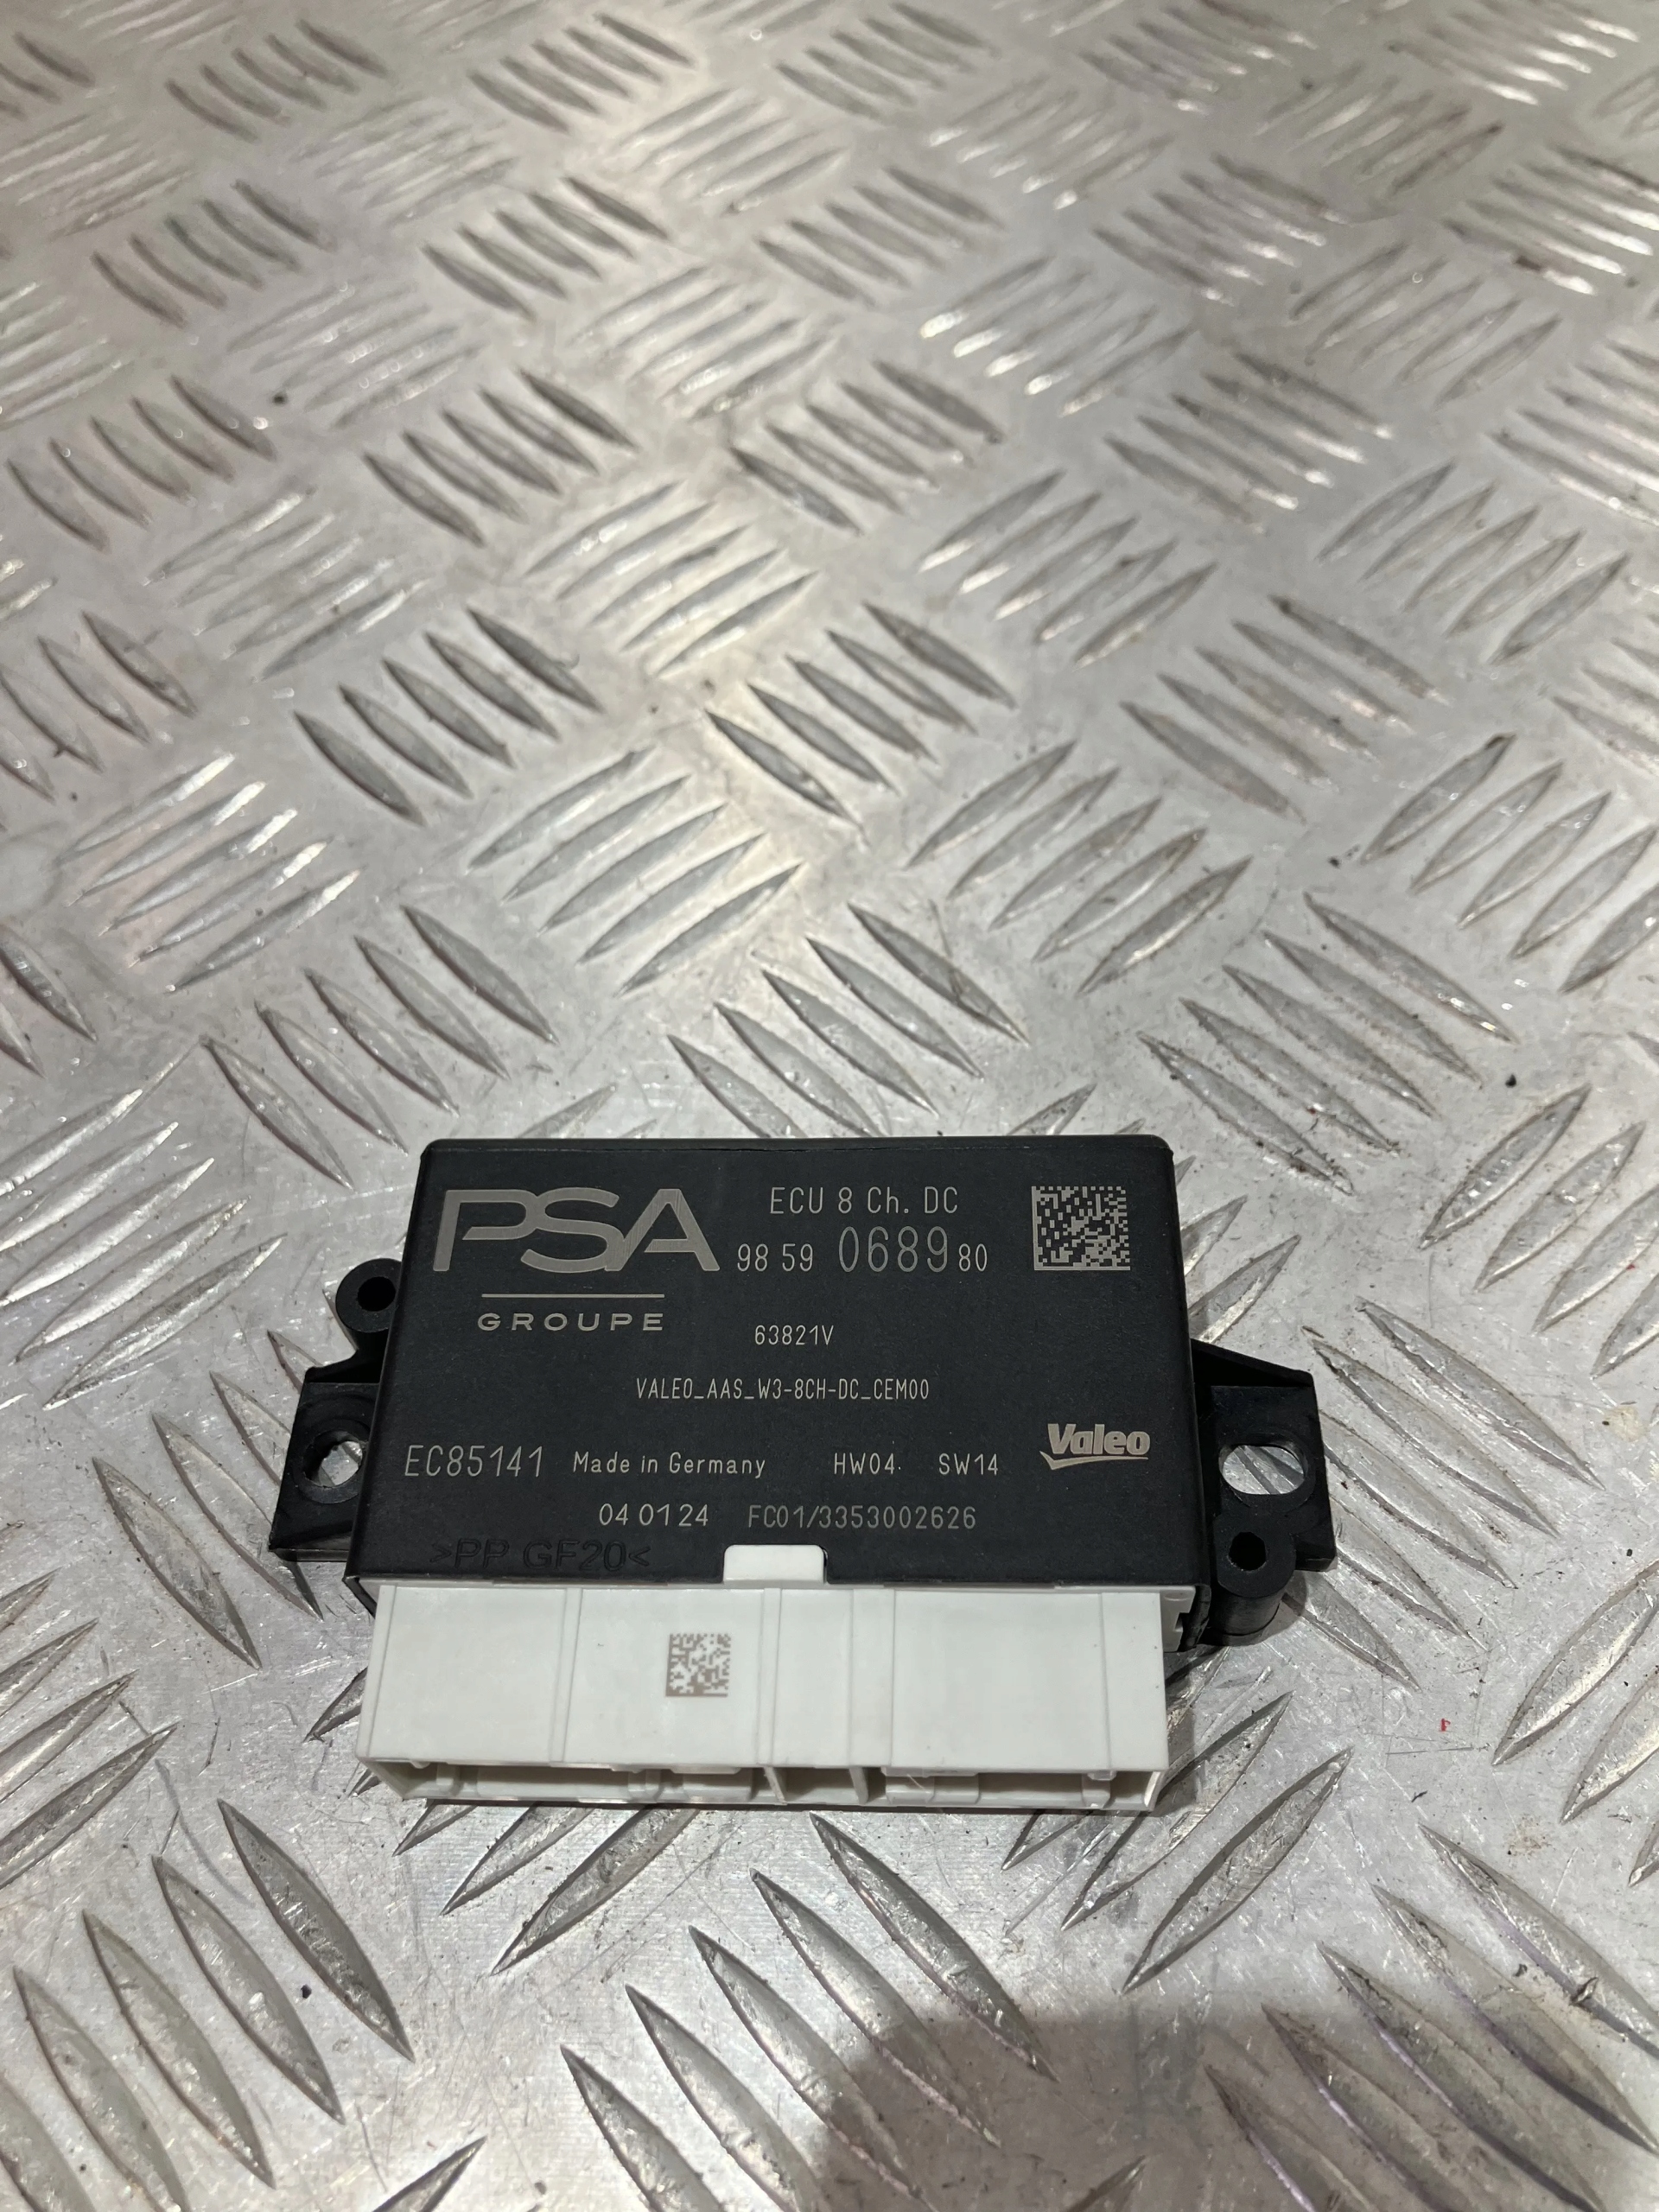 PSA
GROUPE
ECU 8 Ch. DC
98 59 0689 80
63821V
VALEO_AAS_W3-8CH-DC_CEM00
EC85141 Made in Germany HW04 SW14 Valeo
04 01 24 FC01/3353002626
>PP GF20<